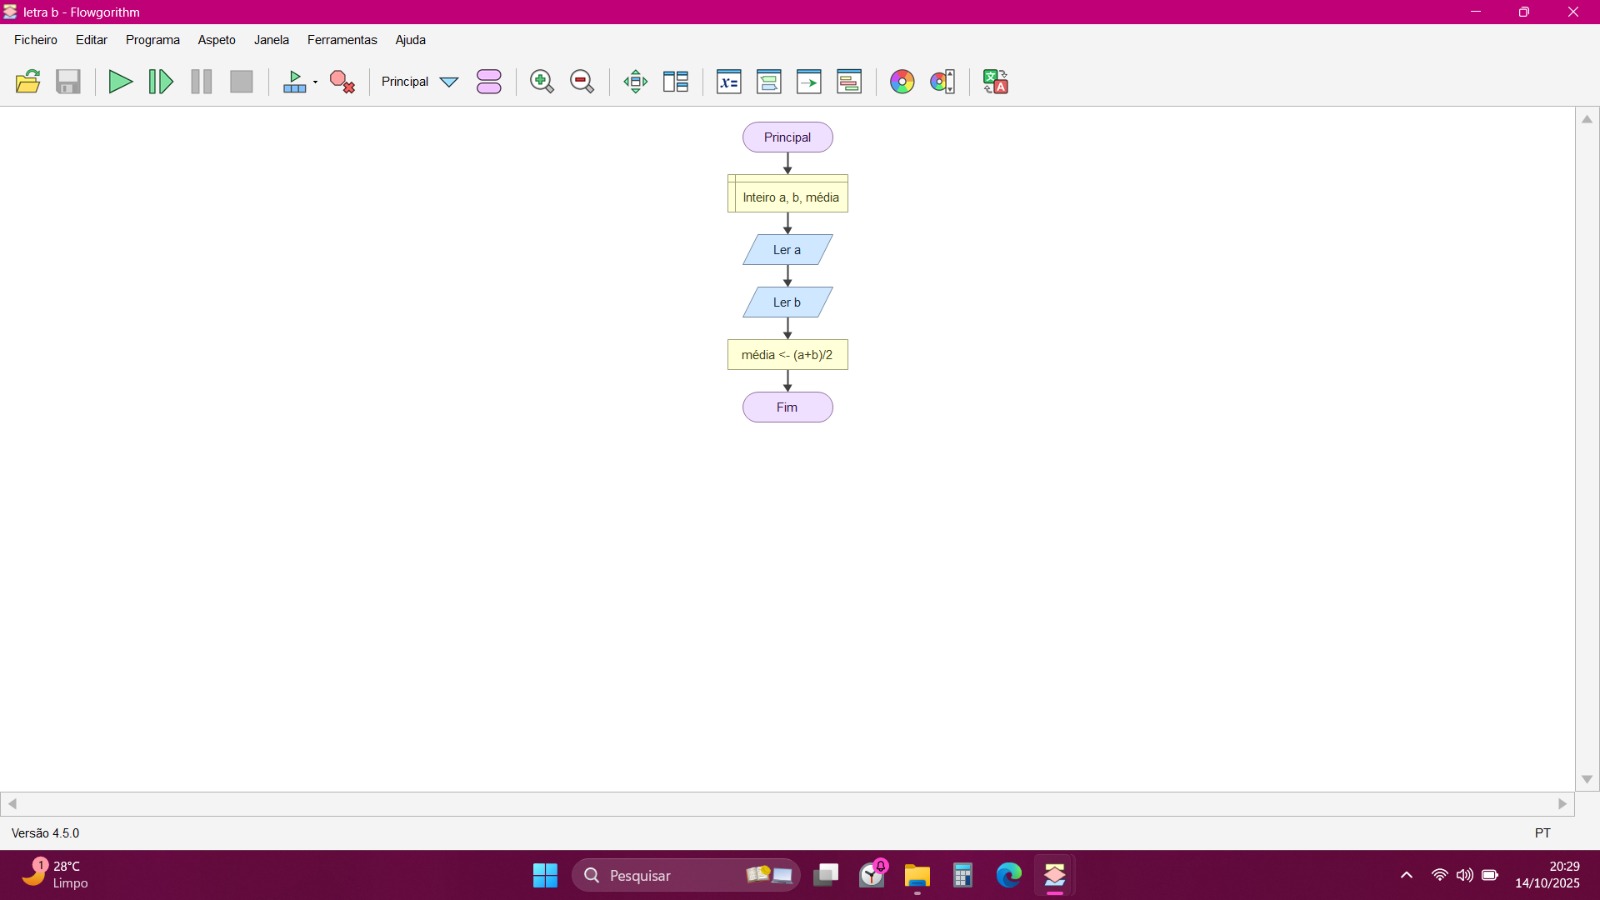 letra b - Flowgorithm
Ficheiro Editar Programa Aspeto Janela Ferramentas Ajuda
Principal
Principal
Inteiro a, b, média
Ler a
Ler b
média <- (a+b)/2
Fim
Versão 4.5.0
PT
1
28°C
Limpo
Pesquisar
20:29
14/10/2025